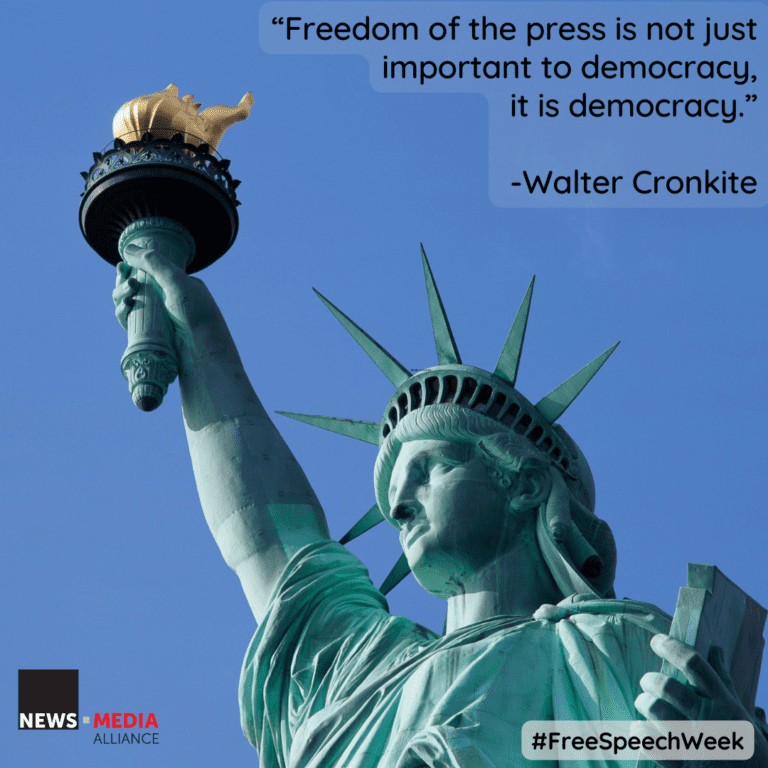 “Freedom of the press is not just
important to democracy,
it is democracy.”
-Walter Cronkite
NEWS MEDIA
ALLIANCE
#FreeSpeechWeek